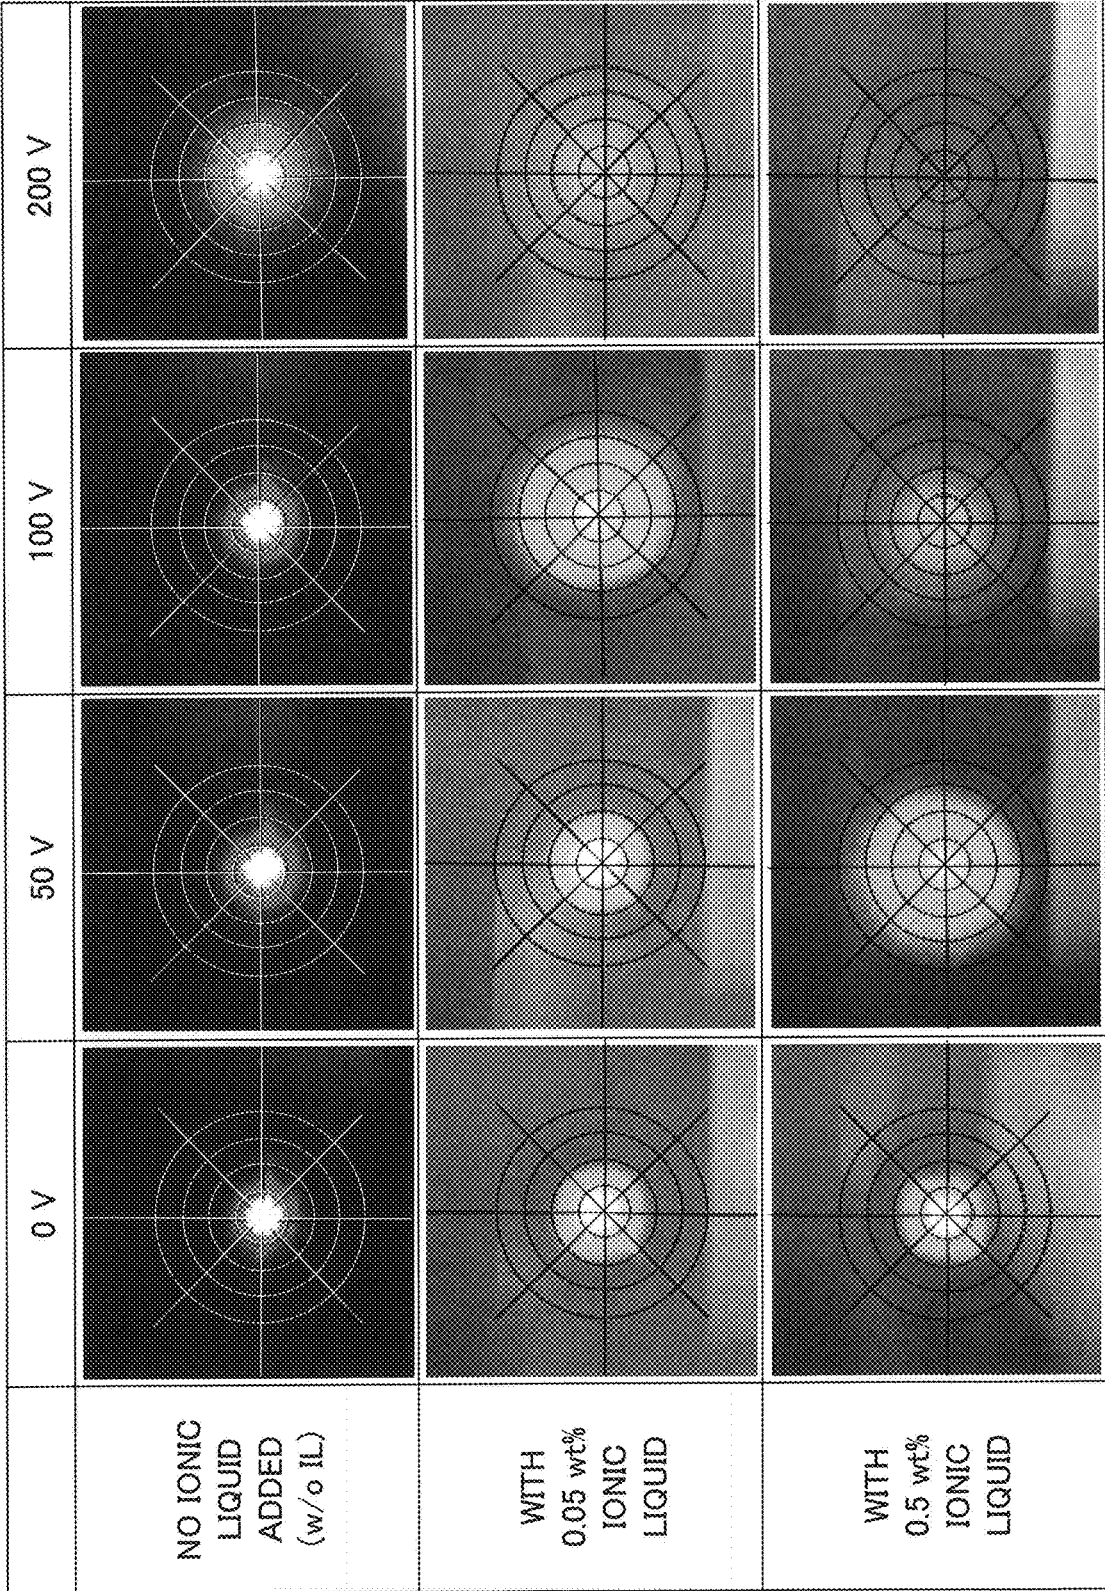 0 V
50 V
100 V
200 V
NO IONIC
LIQUID
ADDED
(w/o IL)
WITH
0.05 wt%
IONIC
LIQUID
WITH
0.5 wt%
IONIC
LIQUID